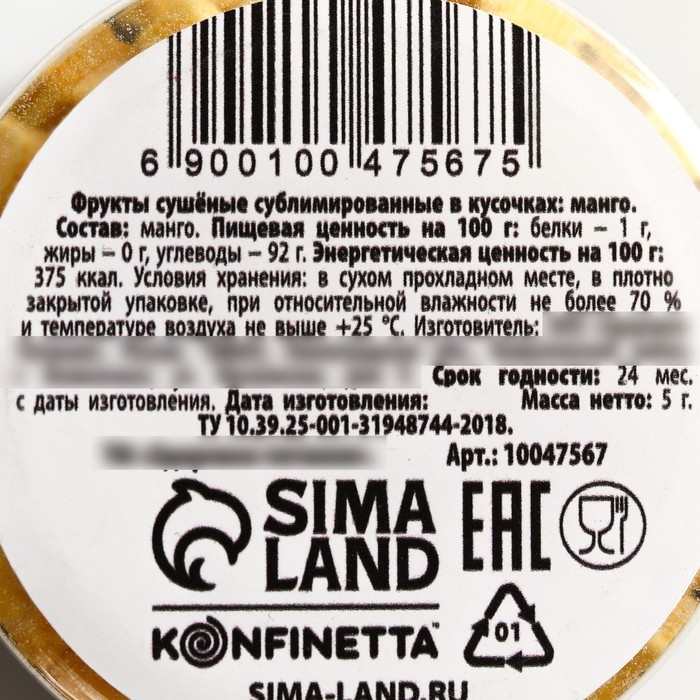 6 900100 475675
Фрукты сушёные сублимированные в кусочках: манго.
Состав: манго. Пищевая ценность на 100 г: белки – 1 г,
жиры – 0 г, углеводы – 92 г. Энергетическая ценность на 100 г:
375 ккал. Условия хранения: в сухом прохладном месте, в плотно
закрытой упаковке, при относительной влажности не более 70 %
и температуре воздуха не выше +25 °С. Изготовитель:
Срок годности: 24 мес.
с даты изготовления. Дата изготовления: Масса нетто: 5 г.
ТУ 10.39.25-001-31948744-2018.
Арт.: 10047567
SIMA
LAND
EAC
KONFINETTA
01
SIMA-LAND.RU